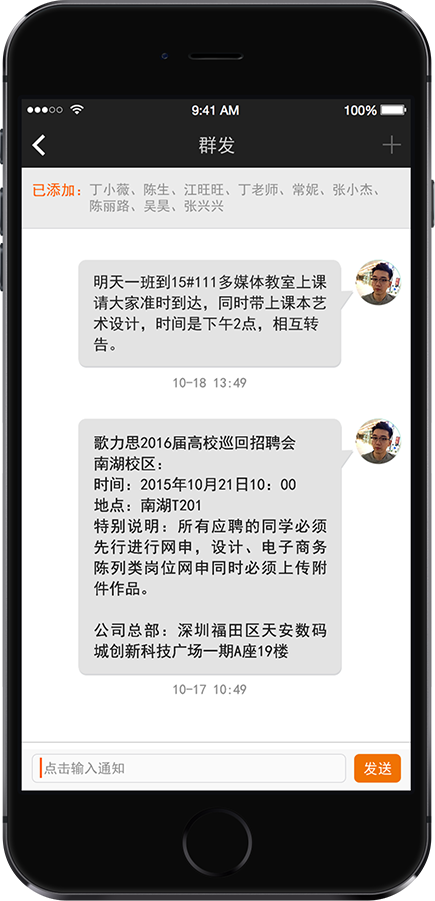 9:41 AM
100%
群发
已添加：丁小薇、陈生、江旺旺、丁老师、常妮、张小杰、
陈丽路、吴昊、张兴兴
明天一班到15#111多媒体教室上课
请大家准时到达，同时带上课本艺
术设计，时间是下午2点，相互转
告。
10-18 13:49
歌力思2016届高校巡回招聘会
南湖校区：
时间：2015年10月21日10：00
地点：南湖T201
特别说明：所有应聘的同学必须
先行进行网申，设计、电子商务
陈列类岗位网申同时必须上传附
件作品。
公司总部：深圳福田区天安数码
城创新科技广场一期A座19楼
10-17 10:49
点击输入通知
发送